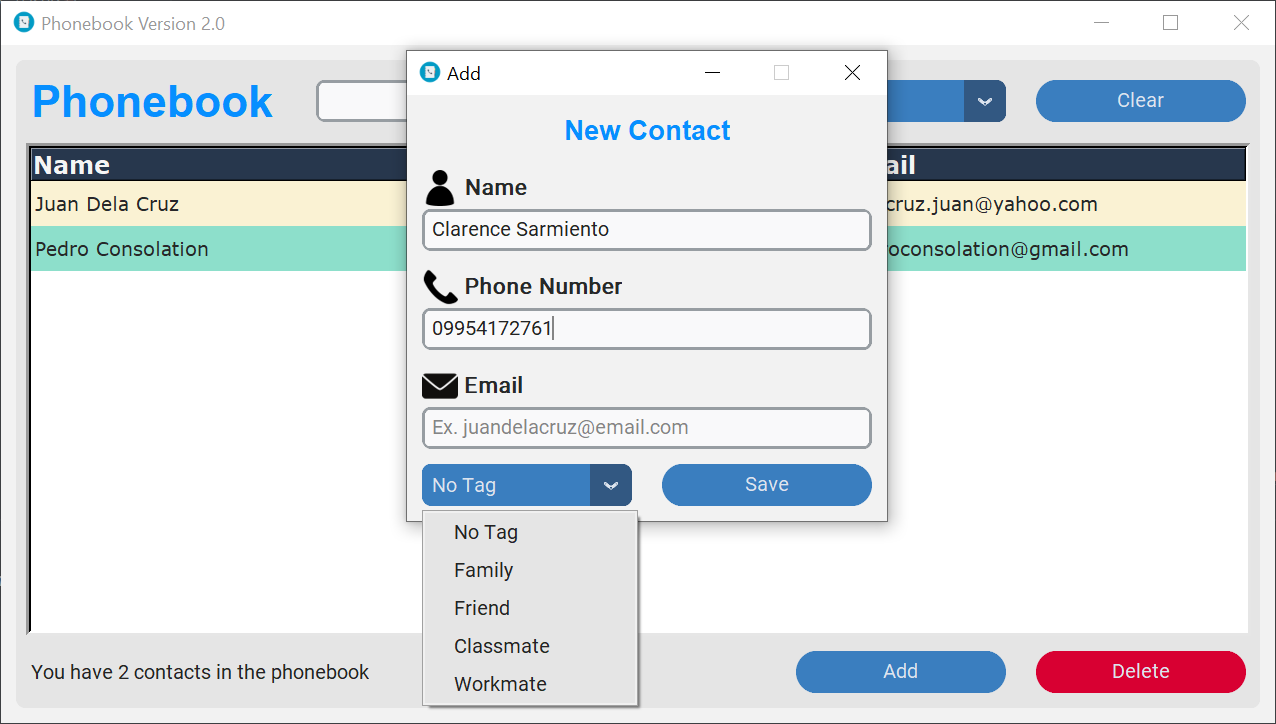 Phonebook Version 2.0
Add
Phonebook
Clear
New Contact
Name
ail
Name
Juan Dela Cruz
cruz.juan@yahoo.com
Clarence Sarmiento
Pedro Consolation
oconsolation@gmail.com
Phone Number
09954172761
Email
Ex. juandelacruz@email.com
No Tag
Save
No Tag
Family
Friend
Classmate
Workmate
You have 2 contacts in the phonebook
Add
Delete